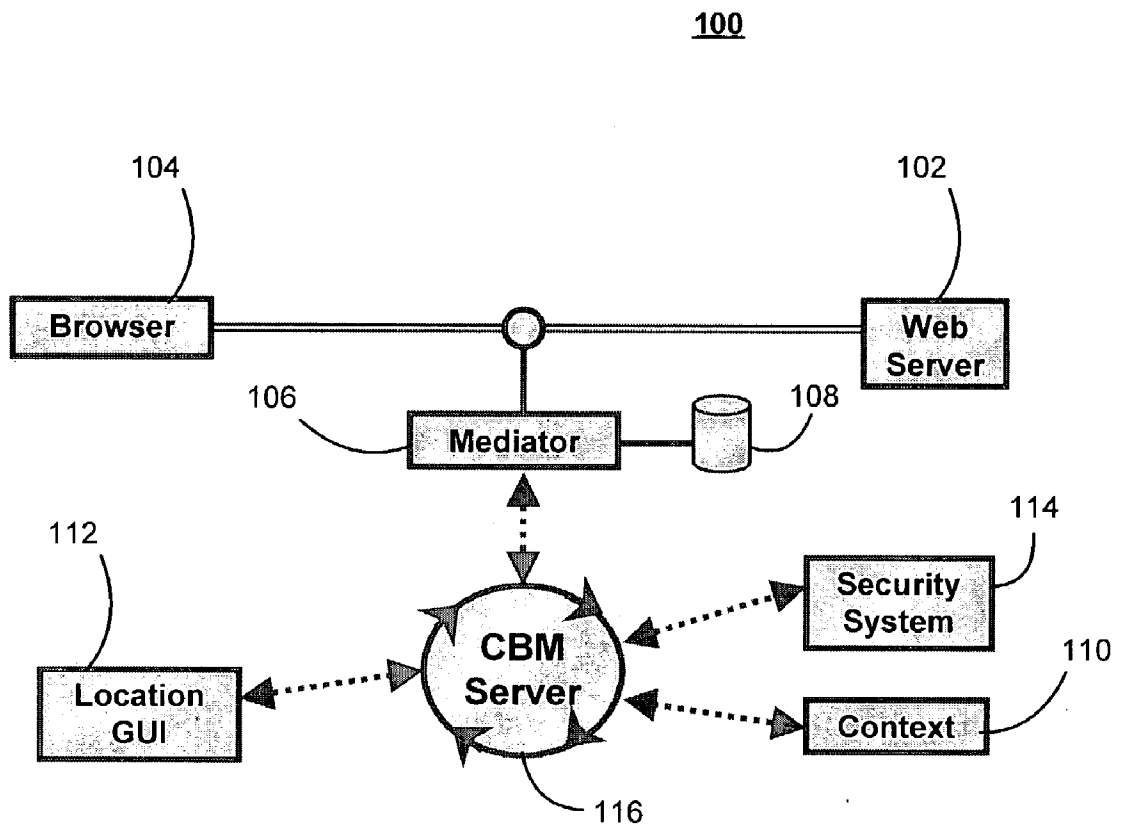 100
104
102
Browser
Web
Server
106
108
Mediator
112
114
Security
System
CBM
Server
110
Location
GUI
Context
116